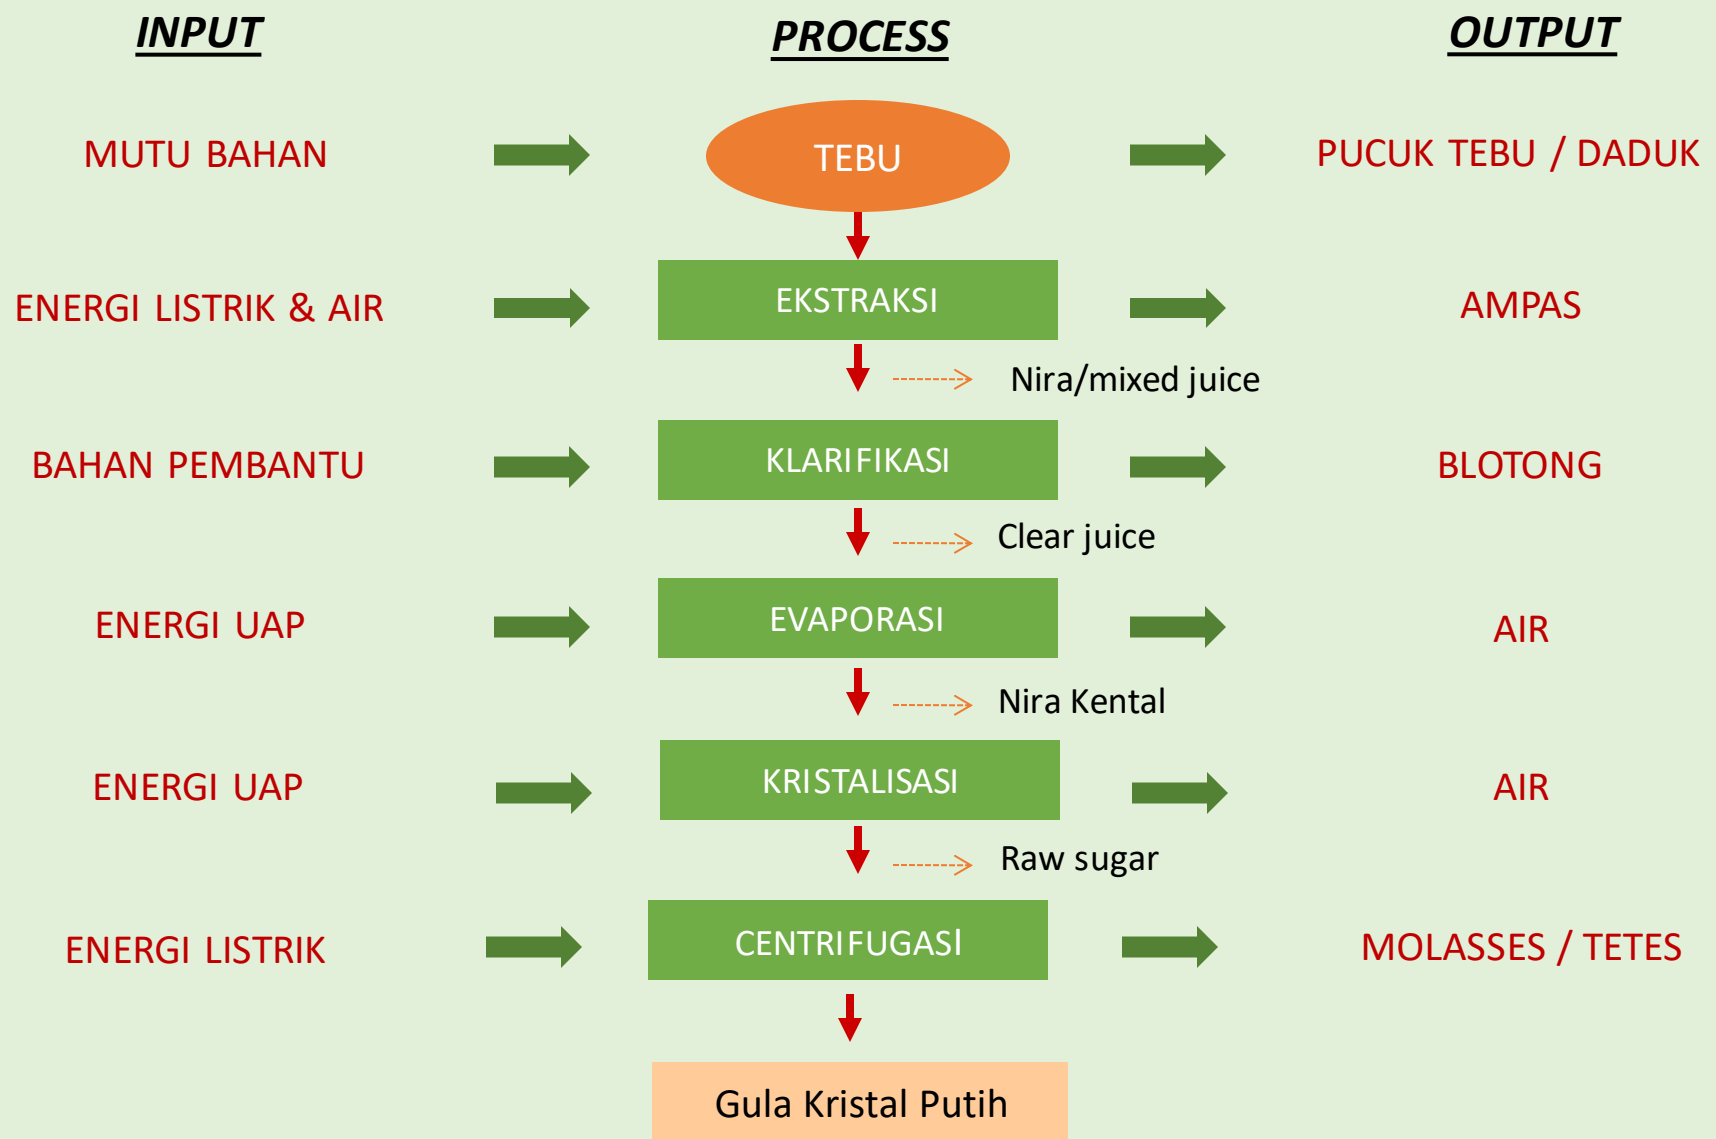 INPUT
PROCESS
OUTPUT
MUTU BAHAN
TEBU
PUCUK TEBU / DADUK
ENERGI LISTRIK & AIR
EKSTRAKSI
AMPAS
Nira/mixed juice
BAHAN PEMBANTU
KLARIFIKASI
BLOTONG
Clear juice
ENERGI UAP
EVAPORASI
AIR
Nira Kental
ENERGI UAP
KRISTALISASI
AIR
Raw sugar
ENERGI LISTRIK
CENTRIFUGASI
MOLASSES / TETES
Gula Kristal Putih